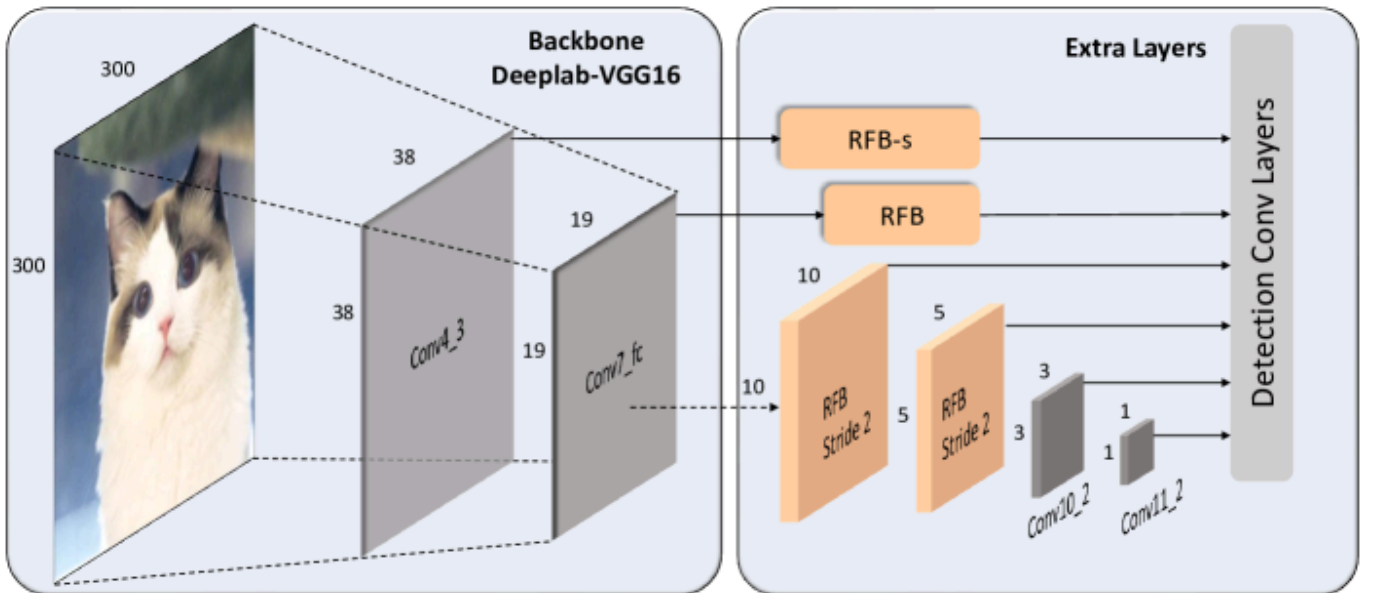 Backbone
Deeplab-VGG16
300
300
38
38
Conv4_3
19
19
Conv7_fc
Extra Layers
RFB-s
RFB
10
10
RFB
Stride 2
5
5
RFB
Stride 2
3
3
Conv10_2
1
1
Conv11_2
Detection Conv Layers